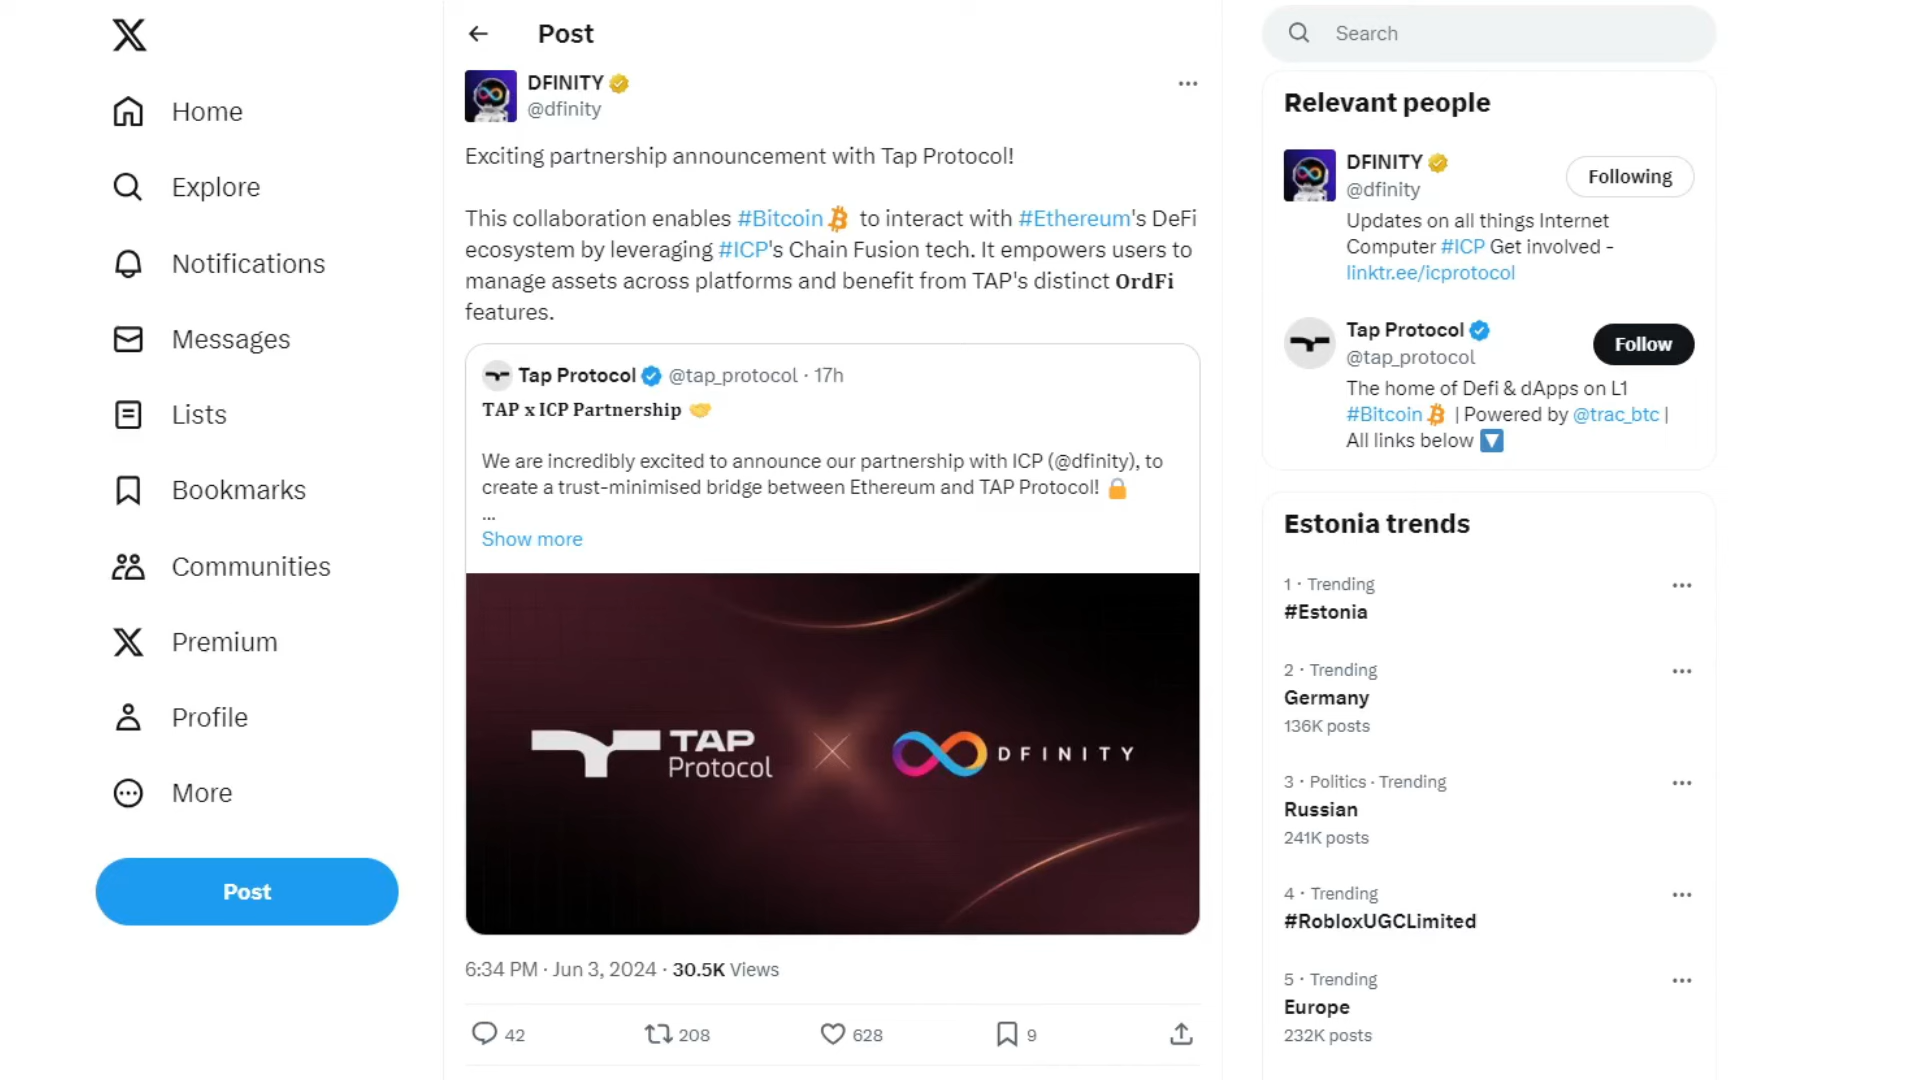 Home
Explore
Notifications
Messages
Lists
Bookmarks
Communities
Premium
Profile
More
Post
Post
DFINITY
@dfinity
Exciting partnership announcement with Tap Protocol!
This collaboration enables #Bitcoin to interact with #Ethereum's DeFi
ecosystem by leveraging #ICP's Chain Fusion tech. It empowers users to
manage assets across platforms and benefit from TAP's distinct 𝐎𝐫𝐝𝐅𝐢
features.
Tap Protocol @tap_protocol · 17h
𝐓𝐀𝐏 𝐱 𝐈𝐂𝐏 𝐏𝐚𝐫𝐭𝐧𝐞𝐫𝐬𝐡𝐢𝐩 🤝
We are incredibly excited to announce our partnership with ICP (@dfinity), to
create a trust-minimised bridge between Ethereum and TAP Protocol! 🔒
...
Show more
TAP
Protocol
DFINITY
6:34 PM · Jun 3, 2024 · 30.5K Views
42
208
628
9
Search
Relevant people
DFINITY
@dfinity
Following
Updates on all things Internet
Computer #ICP Get involved -
linktr.ee/icprotocol
Tap Protocol
@tap_protocol
Follow
The home of Defi & dApps on L1
#Bitcoin | Powered by @trac_btc |
All links below 🔽
Estonia trends
1 · Trending
#Estonia
2 · Trending
Germany
136K posts
3 · Politics · Trending
Russian
241K posts
4 · Trending
#RobloxUGCLimited
5 · Trending
Europe
232K posts